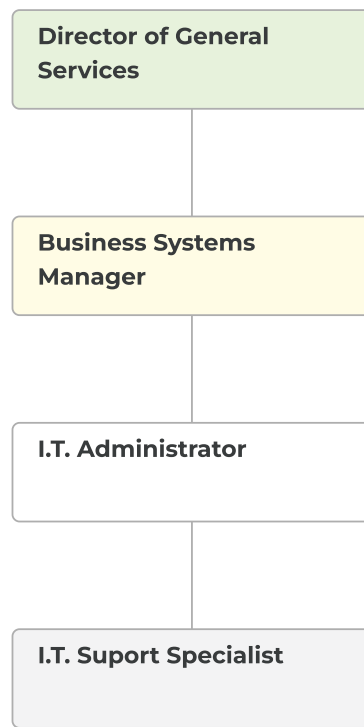 Director of General
Services
Business Systems
Manager
I.T. Administrator
I.T. Suport Specialist